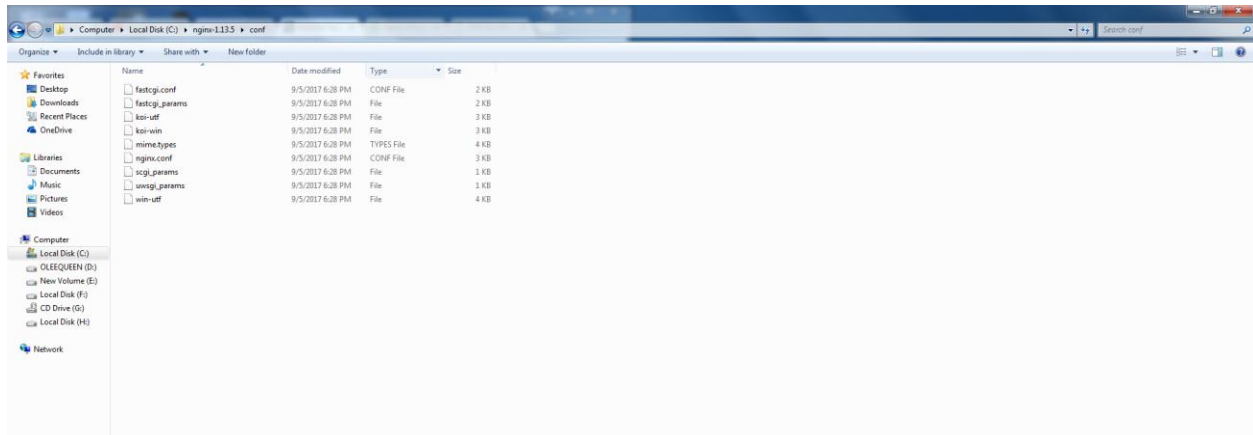 Computer Local Disk (C:) nginx-1.13.5 conf
Search conf
Organize Include in library Share with New folder
Favorites
Desktop
Downloads
Recent Places
OneDrive
Libraries
Documents
Music
Pictures
Videos
Computer
Local Disk (C:)
OLEEQUEEN (D:)
New Volume (E:)
Local Disk (F:)
CD Drive (G:)
Local Disk (H:)
Network
Name Date modified Type Size
fastcgi.conf 9/5/2017 6:28 PM CONF File 2 KB
fastcgi_params 9/5/2017 6:28 PM File 2 KB
koi-utf 9/5/2017 6:28 PM File 3 KB
koi-win 9/5/2017 6:28 PM File 3 KB
mime.types 9/5/2017 6:28 PM TYPES File 4 KB
nginx.conf 9/5/2017 6:28 PM CONF File 3 KB
scgi_params 9/5/2017 6:28 PM File 1 KB
uwsgi_params 9/5/2017 6:28 PM File 1 KB
win-utf 9/5/2017 6:28 PM File 4 KB